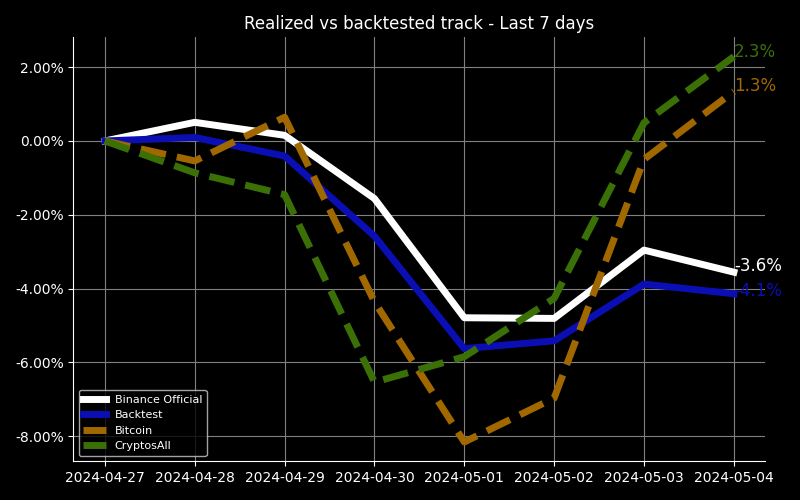 Realized vs backtested track - Last 7 days
2.3%
2.00%
1.3%
0.00%
-2.00%
-3.6%
-4.00%
-4.1%
-6.00%
Binance Official
Backtest
Bitcoin
CryptosAll
-8.00%
2024-04-27 2024-04-28 2024-04-29 2024-04-30 2024-05-01 2024-05-02 2024-05-03 2024-05-04